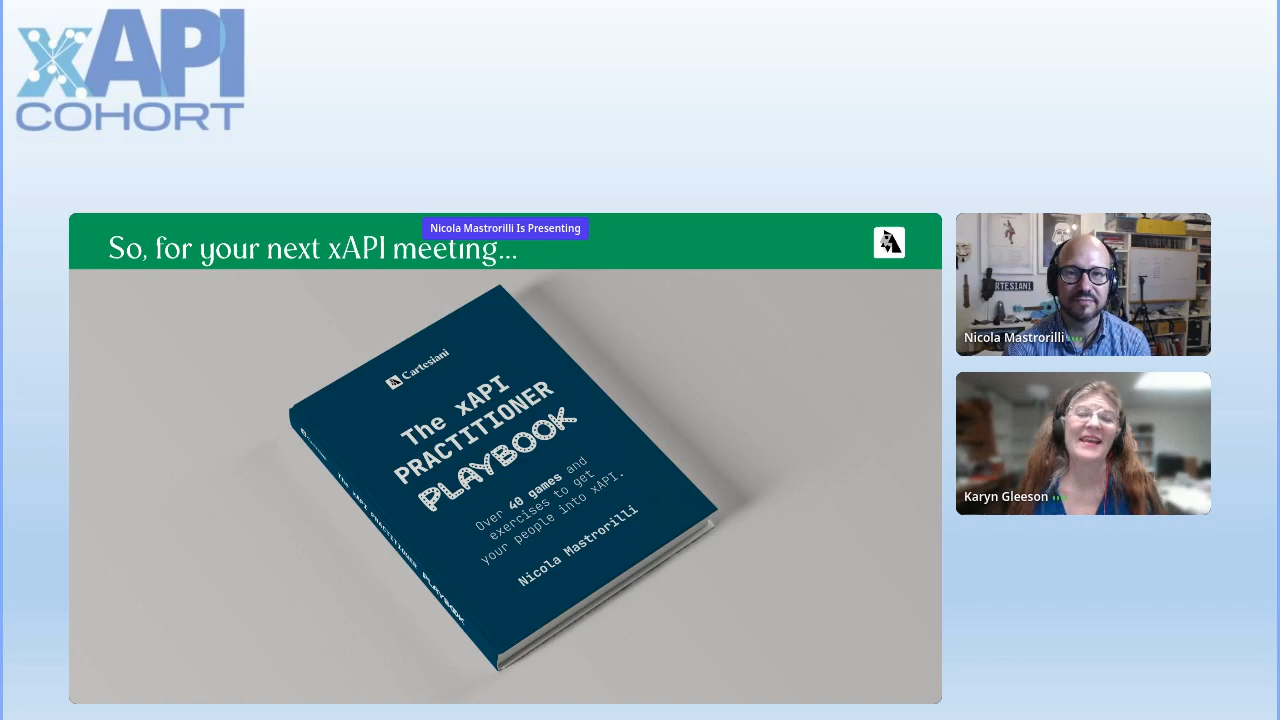 xAPI
COHORT
Nicola Mastrorilli Is Presenting
So, for your next xAPI meeting...
Cartesiani
The xAPI
PRACTITIONER
PLAYBOOK
Over 40 games and
exercises to get
your people into xAPI.
Nicola Mastrorilli
The xAPI PRACTITIONER PLAYBOOK
RTESIANI
Nicola Mastrorilli
Karyn Gleeson